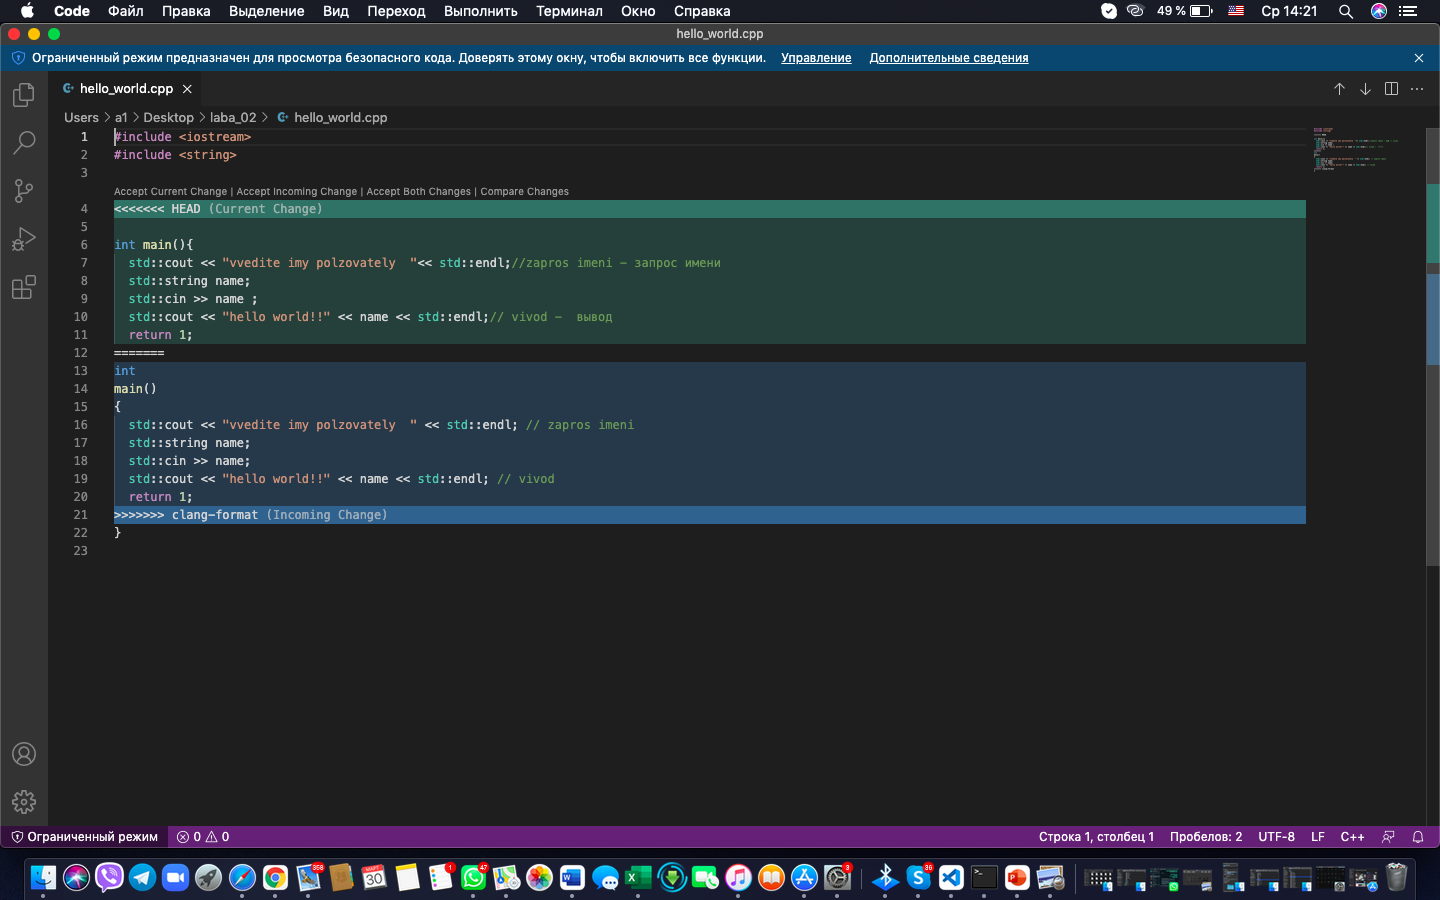 Code Файл Правка Выделение Вид Переход Выполнить Терминал Окно Справка 49 % Ср 14:21
hello_world.cpp
Ограниченный режим предназначен для просмотра безопасного кода. Доверять этому окну, чтобы включить все функции. Управление Дополнительные сведения
hello_world.cpp
Users > a1 > Desktop > laba_02 > hello_world.cpp
1 #include <iostream>
2 #include <string>
3
Accept Current Change | Accept Incoming Change | Accept Both Changes | Compare Changes
4 <<<<<<< HEAD (Current Change)
5
6 int main(){
7 std::cout << "vvedite imy polzovately  "<< std::endl;//zapros imeni - запрос имени
8 std::string name;
9 std::cin >> name ;
10 std::cout << "hello world!!" << name << std::endl;// vivod -  вывод
11 return 1;
12 =======
13 int
14 main()
15 {
16 std::cout << "vvedite imy polzovately  " << std::endl; // zapros imeni
17 std::string name;
18 std::cin >> name;
19 std::cout << "hello world!!" << name << std::endl; // vivod
20 return 1;
21 >>>>>>> clang-format (Incoming Change)
22 }
23
Ограниченный режим 0 0 Строка 1, столбец 1 Пробелов: 2 UTF-8 LF C++
30 1 47 3 36